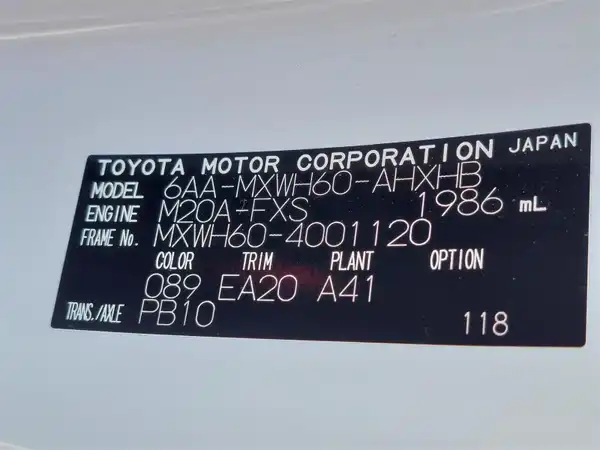 TOYOTA MOTOR CORPORATION JAPAN
MODEL 6AA-MXWH60-AHXHB
ENGINE M20A-FXS 1986 mL
FRAME No. MXWH60-4001120
COLOR TRIM PLANT OPTION
089 EA20 A41
TRANS./AXLE PB10 118